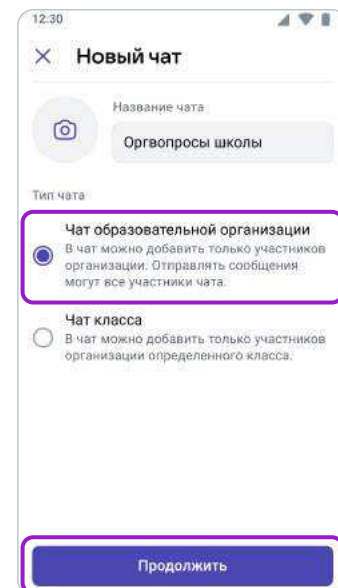 12:30
Новый чат
Название чата
Оргвопросы школы
Тип чата
Чат образовательной организации
В чат можно добавить только участников
организации. Отправлять сообщения
могут все участники чата.
Чат класса
В чат можно добавить только участников
организации определенного класса.
Продолжить